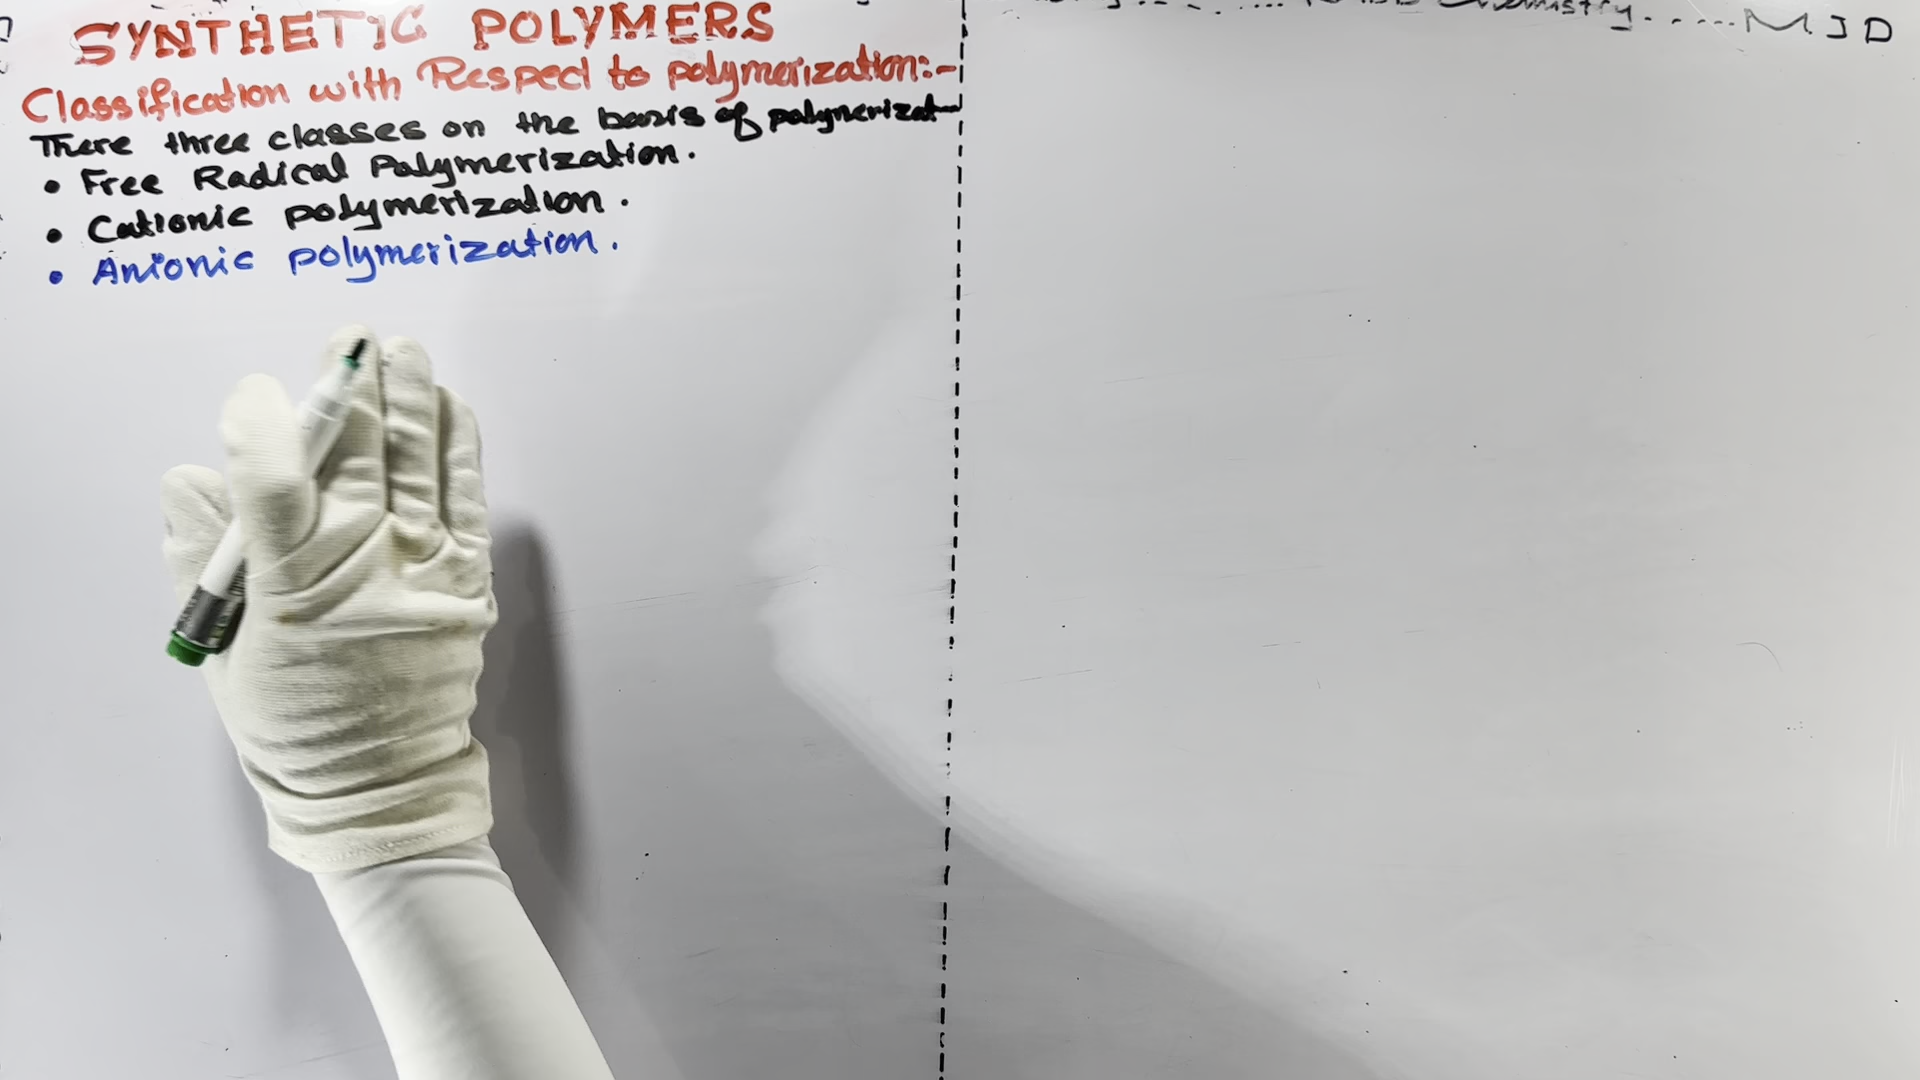 SYNTHETIC POLYMERS
Classification with Respect to polymerization:-
There three classes on the basis of polymerizat
• Free Radical Polymerization.
• Cationic polymerization.
• Anionic polymerization.
Chemistry......MJD